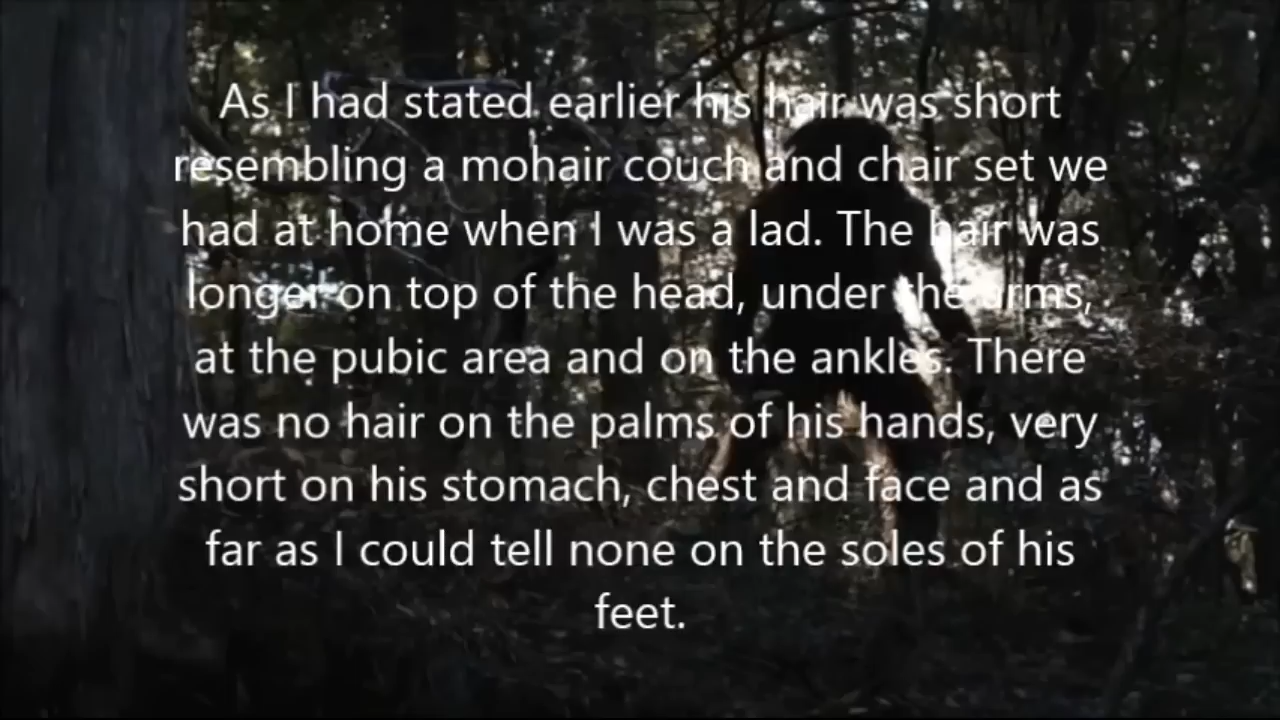 As I had stated earlier his hair was short
resembling a mohair couch and chair set we
had at home when I was a lad. The hair was
longer on top of the head, under the arms,
at the pubic area and on the ankles. There
was no hair on the palms of his hands, very
short on his stomach, chest and face and as
far as I could tell none on the soles of his
feet.